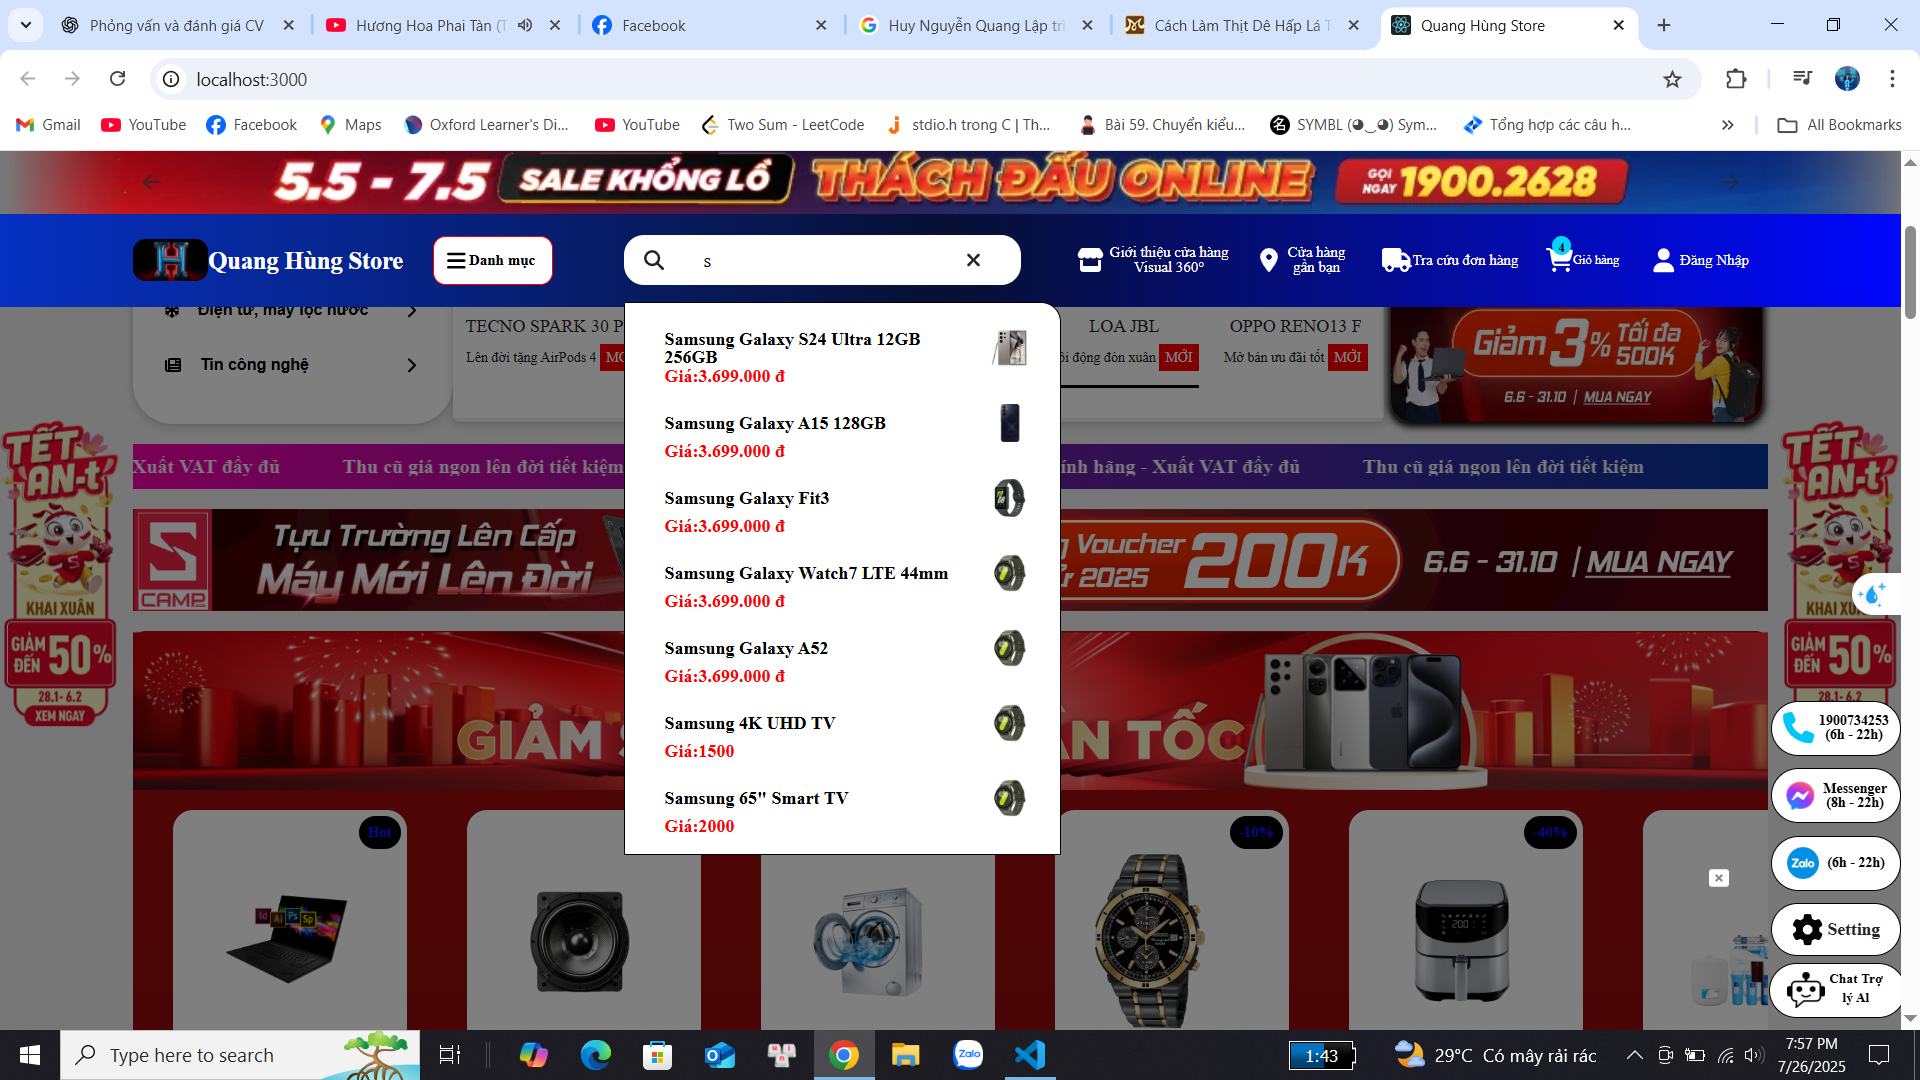 Phỏng vấn và đánh giá CV
Hương Hoa Phai Tàn (T
Facebook
Huy Nguyễn Quang Lập trì
Cách Làm Thịt Dê Hấp Lá T
Quang Hùng Store
localhost:3000
Gmail
YouTube
Facebook
Maps
Oxford Learner's Di...
YouTube
Two Sum - LeetCode
stdio.h trong C | Th...
Bài 59. Chuyển kiểu...
SYMBL (◕‿◕) Sym...
Tổng hợp các câu h...
All Bookmarks
5.5 - 7.5 SALE KHỔNG LỒ THÁCH ĐẤU ONLINE GỌI NGAY 1900.2628
Quang Hùng Store
Danh mục
s
Giới thiệu cửa hàng
Visual 360°
Cửa hàng
gần bạn
Tra cứu đơn hàng
4
Giỏ hàng
Đăng Nhập
Điện tử, máy lọc nước
Tin công nghệ
TECNO SPARK 30 P
Lên đời tặng AirPods 4
LOA JBL
ôi động đón xuân MỚI
OPPO RENO13 F
Mở bán ưu đãi tốt MỚI
Giảm 3% Tối đa 500K
6.6 - 31.10 | MUA NGAY
Samsung Galaxy S24 Ultra 12GB
256GB
Giá:3.699.000 đ
Samsung Galaxy A15 128GB
Giá:3.699.000 đ
Samsung Galaxy Fit3
Giá:3.699.000 đ
Samsung Galaxy Watch7 LTE 44mm
Giá:3.699.000 đ
Samsung Galaxy A52
Giá:3.699.000 đ
Samsung 4K UHD TV
Giá:1500
Samsung 65" Smart TV
Giá:2000
Xuất VAT đầy đủ
Thu cũ giá ngon lên đời tiết kiệm
ính hãng - Xuất VAT đầy đủ
Thu cũ giá ngon lên đời tiết kiệm
S CAMP
Tựu Trường Lên Cấp
Máy Mới Lên Đời
Voucher 200K
2025
6.6 - 31.10 | MUA NGAY
TẾT AN-t'
KHAI XUÂN
GIẢM ĐẾN 50%
28.1- 6.2
XEM NGAY
TẾT AN-t'
KHAI XUÂN
GIẢM ĐẾN 50%
28.1 - 6.2
GIẢM
TỐC
Hot
-10%
-40%
Id Ai Ps Sp
1900734253
(6h - 22h)
Messenger
(8h - 22h)
Zalo
(6h - 22h)
Setting
Chat Trợ
lý AI
Type here to search
Zalo
1:43
29°C Có mây rải rác
7:57 PM
7/26/2025